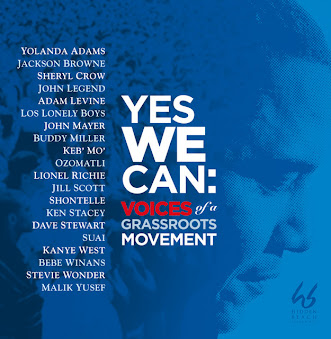 YOLANDA ADAMS
JACKSON BROWNE
SHERYL CROW
JOHN LEGEND
ADAM LEVINE
LOS LONELY BOYS
JOHN MAYER
BUDDY MILLER
KEB' MO'
OZOMATLI
LIONEL RICHIE
JILL SCOTT
SHONTELLE
KEN STACEY
DAVE STEWART
SUAI
KANYE WEST
BEBE WINANS
STEVIE WONDER
MALIK YUSEF
YES
WE
CAN:
VOICES of a
GRASSROOTS
MOVEMENT
HIDDEN
BEACH